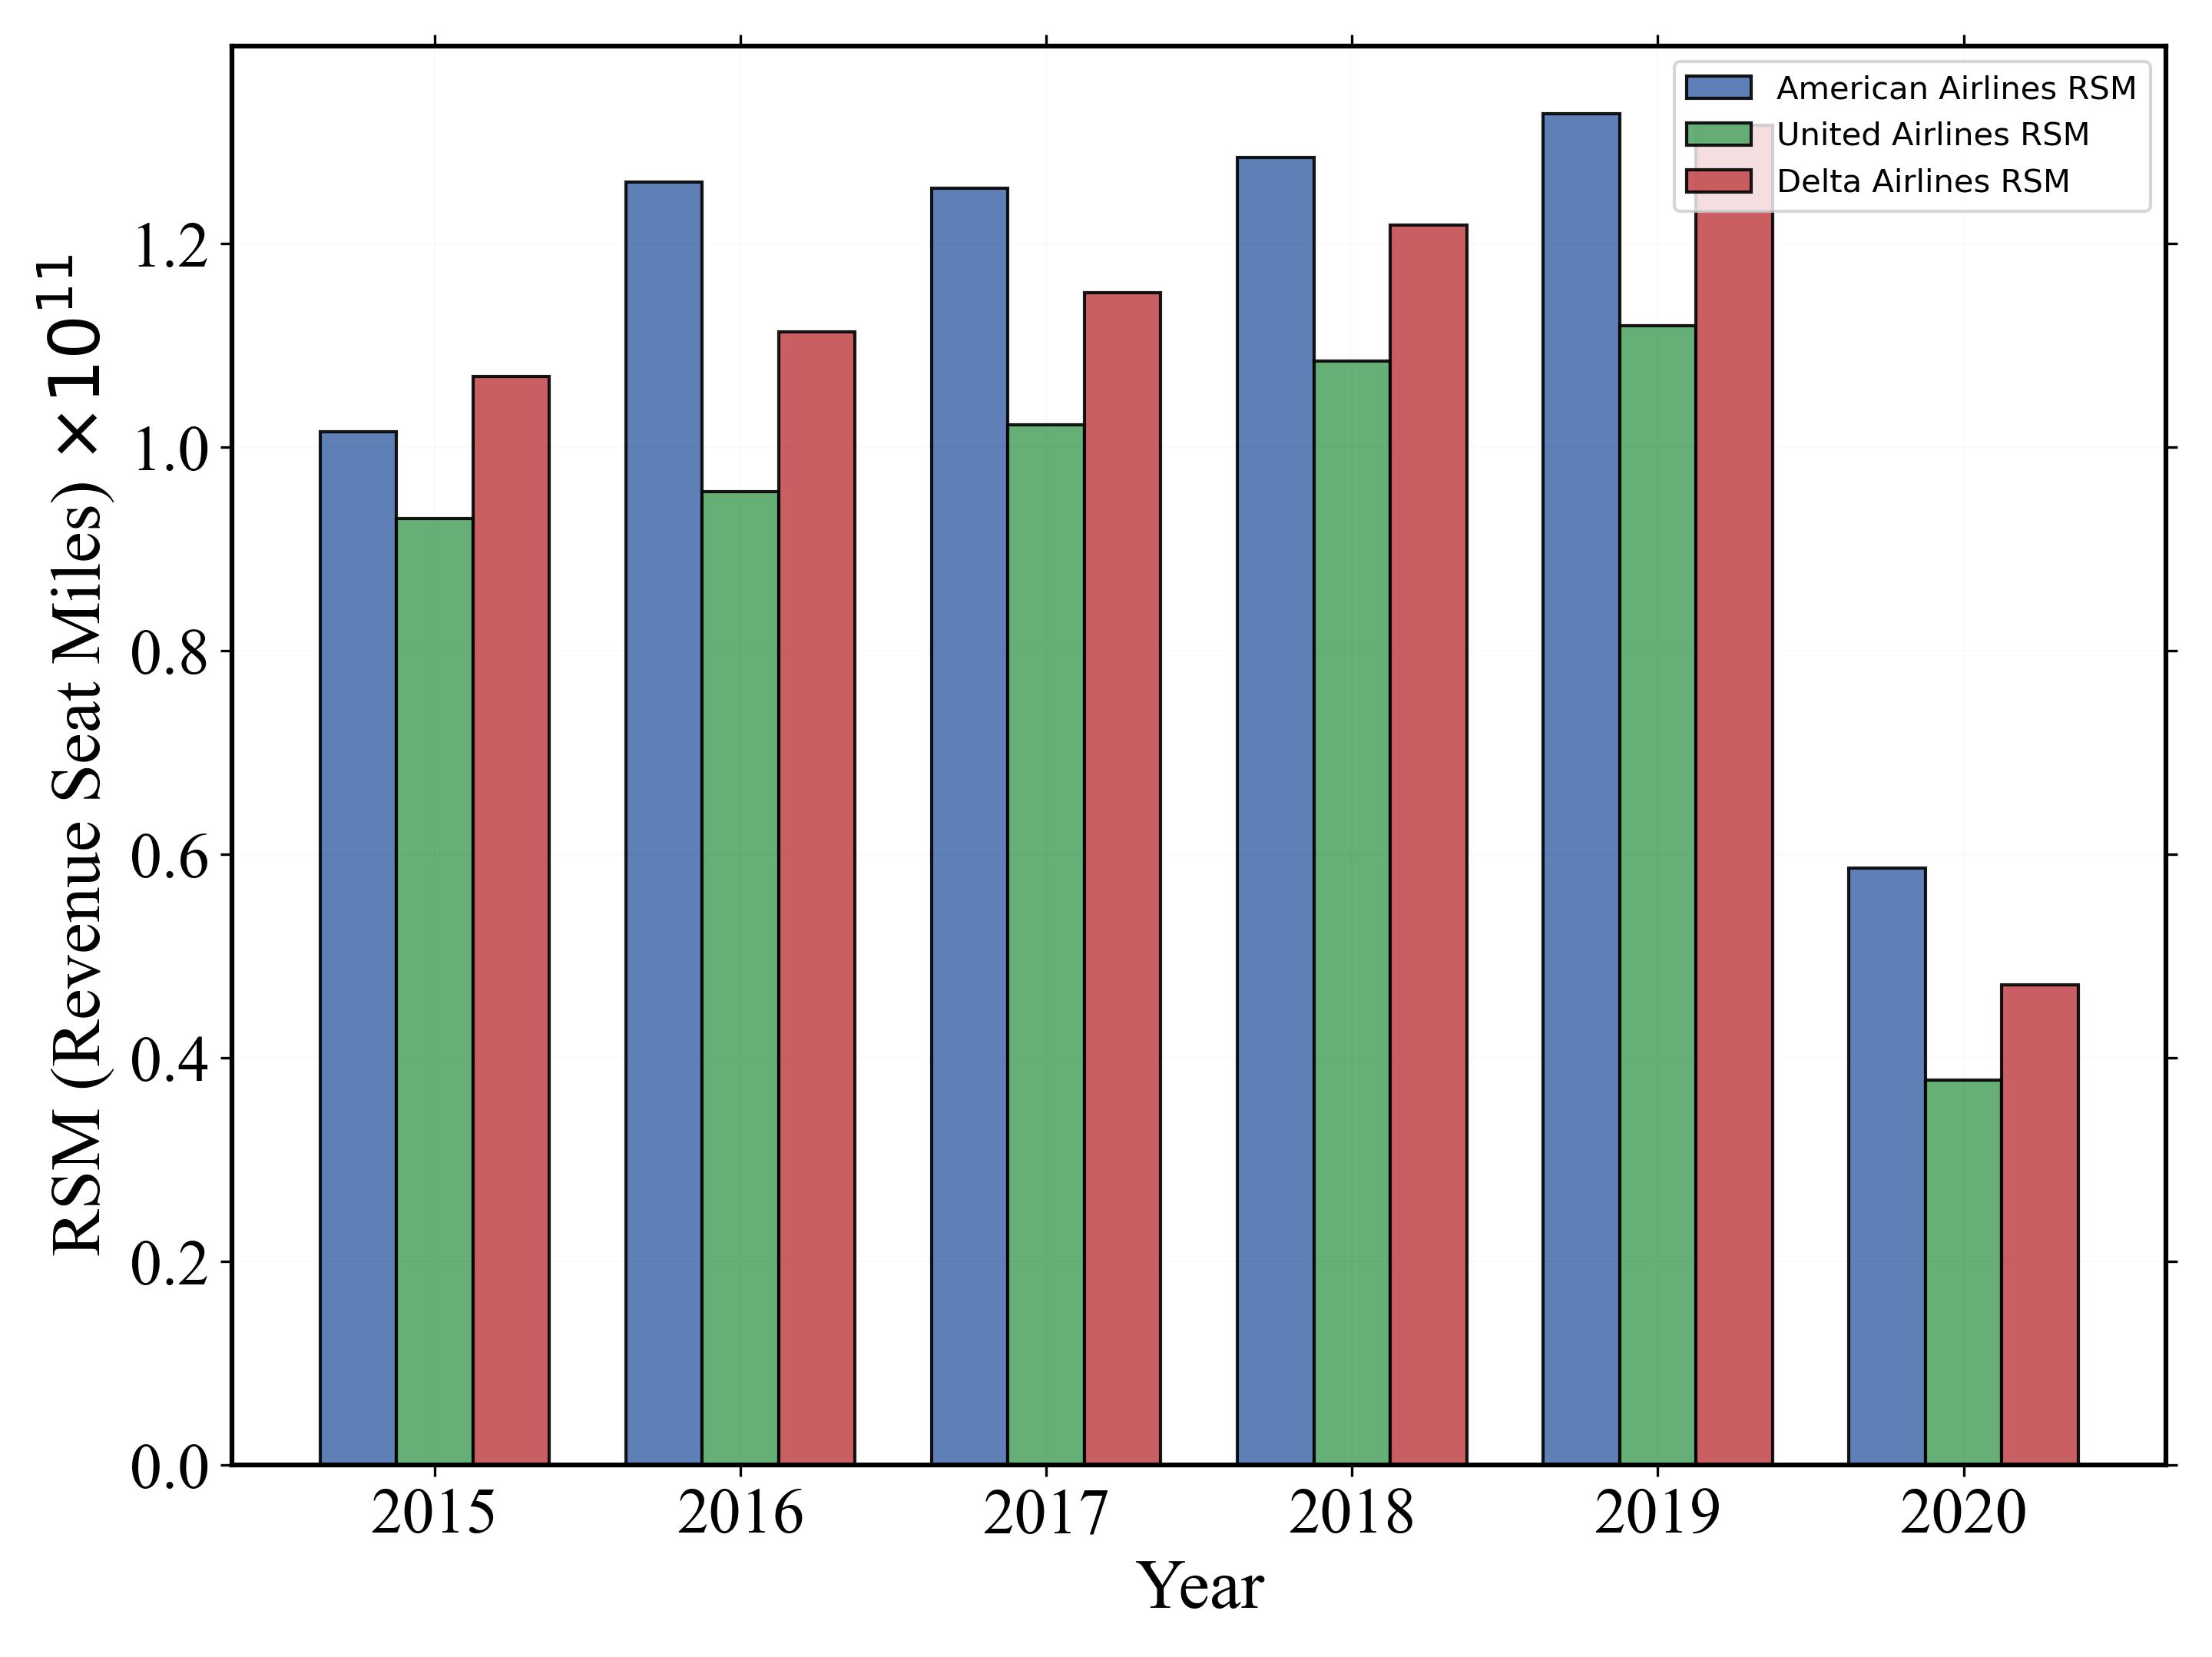 American Airlines RSM
United Airlines RSM
Delta Airlines RSM
RSM (Revenue Seat Miles) ×10¹¹
1.2
1.0
0.8
0.6
0.4
0.2
0.0
2015 2016 2017 2018 2019 2020
Year